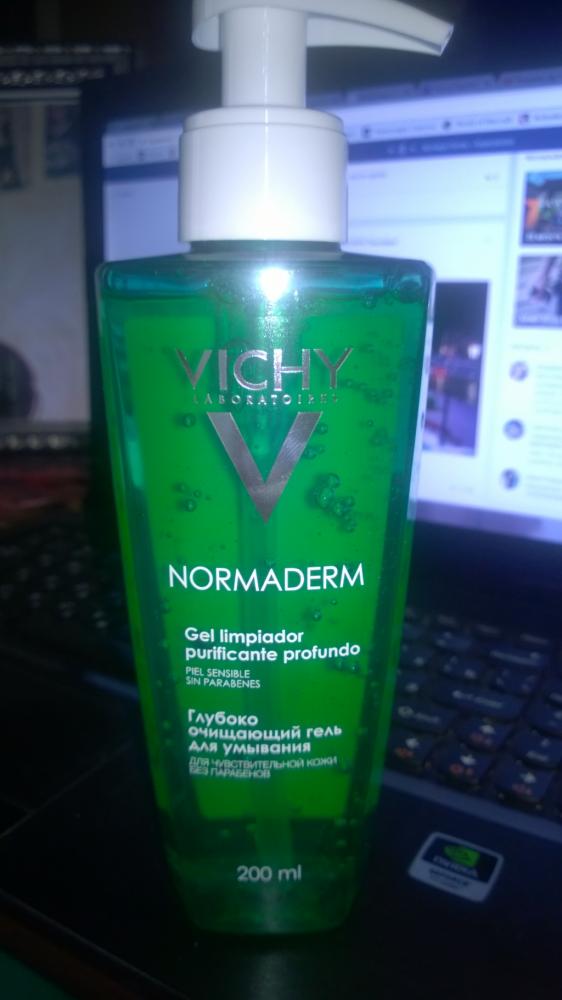 VICHY
LABORATOIRES
V
NORMADERM
Gel limpiador
purificante profundo
PIEL SENSIBLE
SIN PARABENES
Глубоко
очищающий гель
для умывания
ДЛЯ ЧУВСТВИТЕЛЬНОЙ КОЖИ
БЕЗ ПАРАБЕНОВ
200 ml
NVIDIA